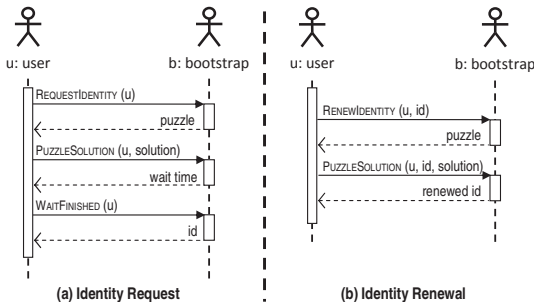 u: user
b: bootstrap
REQUESTIDENTITY (u)
puzzle
PUZZLESOLUTION (u, solution)
wait time
WAITFINISHED (u)
id
(a) Identity Request
u: user
b: bootstrap
RENEWIDENTITY (u, id)
puzzle
PUZZLESOLUTION (u, id, solution)
renewed id
(b) Identity Renewal